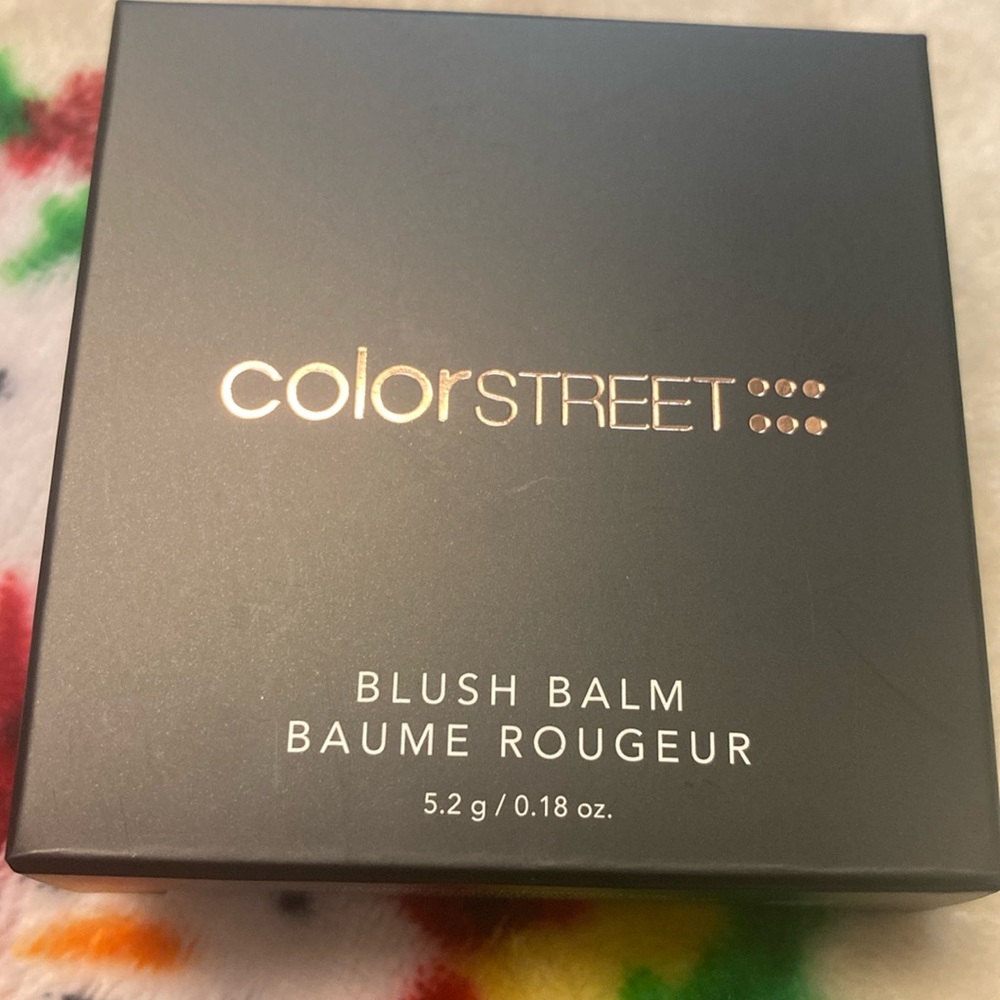 colorSTREET
BLUSH BALM
BAUME ROUGEUR
5.2 g / 0.18 oz.